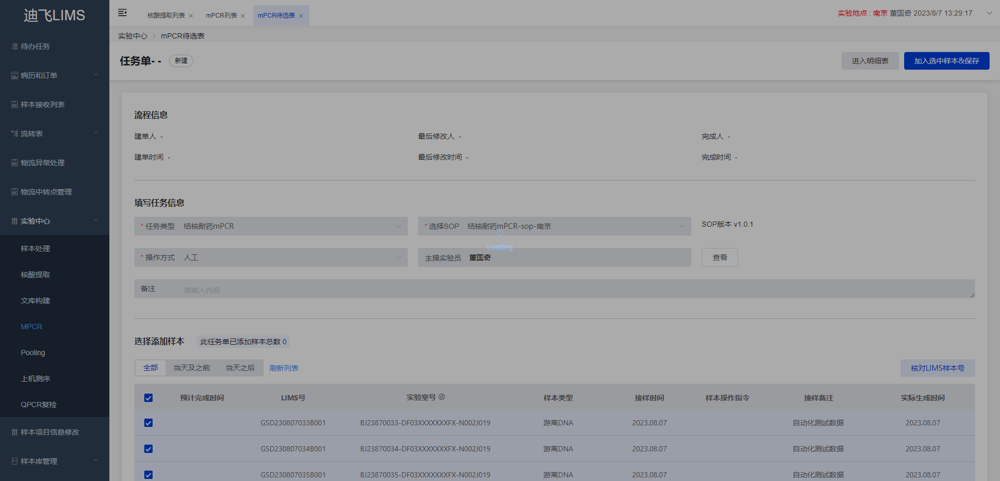 迪飞LIMS
待办任务
病历和订单
样本接收列表
流转表
物流异常处理
物流中转点管理
实验中心
样本处理
核酸提取
文库构建
MPCR
Pooling
上机测序
QPCR复检
样本项目信息修改
样本库管理
核酸提取列表 mPCR列表 mPCR待选表
实验地点 : 南京 董国奇 2023/8/7 13:29:17
实验中心 mPCR待选表
任务单- - 新建 进入明细表 加入选中样本&保存
流程信息
建单人 - 最后修改人 - 完成人 -
建单时间 - 最后修改时间 - 完成时间 -
填写任务信息
* 任务类型 结核耐药mPCR * 选择SOP 结核耐药mPCR-sop-南京 SOP版本 v1.0.1
Loading
* 操作方式 人工 主操实验员 董国奇 查看
备注 请输入内容
选择添加样本 此任务单已添加样本总数 0
全部 当天及之前 当天之后 刷新列表 核对LIMS样本号
预计完成时间 LIMS号 实验室号 样本类型 接样时间 样本操作指令 接样备注 实际生成时间
GSD230807033B001 BJ23870033-DF03XXXXXXXFX-N002J019 游离DNA 2023.08.07 自动化测试数据 2023.08.07
GSD230807034B001 BJ23870034-DF03XXXXXXXFX-N002J019 游离DNA 2023.08.07 自动化测试数据 2023.08.07
GSD230807035B001 BJ23870035-DF03XXXXXXXFX-N002J019 游离DNA 2023.08.07 自动化测试数据 2023.08.07